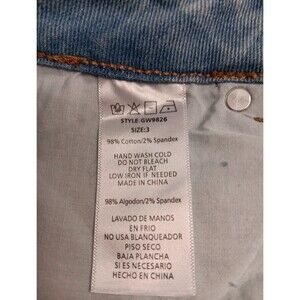 STYLE:GW9826
SIZE:3
98% Cotton/2% Spandex
HAND WASH COLD
DO NOT BLEACH
DRY FLAT
LOW IRON IF NEEDED
MADE IN CHINA
98% Algodon/2% Spandex
LAVADO DE MANOS
EN FRIO
NO USA BLANQUEADOR
PISO SECO
BAJA PLANCHA
SI ES NECESARIO
HECHO EN CHINA